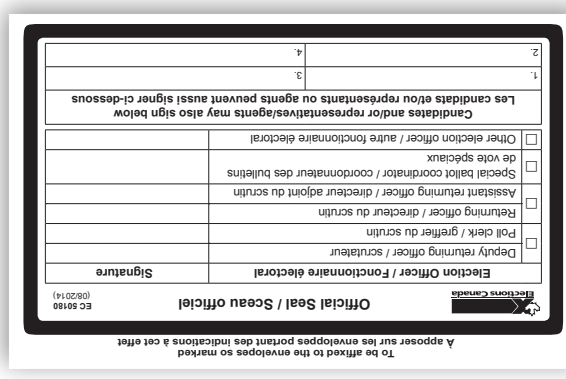 To be affixed to the envelopes so marked
À apposer sur les enveloppes portant des indications à cet effet
Elections Canada
Official Seal / Sceau officiel
EC 50180
(08/2014)
Election Officer / Fonctionnaire électoral
Signature
Deputy returning officer / scrutateur
Poll clerk / greffier du scrutin
Returning officer / directeur du scrutin
Assistant returning officer / directeur adjoint du scrutin
Special ballot coordinator / coordonnateur des bulletins
de vote spéciaux
Other election officer / autre fonctionnaire électoral
Candidates and/or representatives/agents may also sign below
Les candidats et/ou représentants ou agents peuvent aussi signer ci-dessous
1.
3.
2.
4.